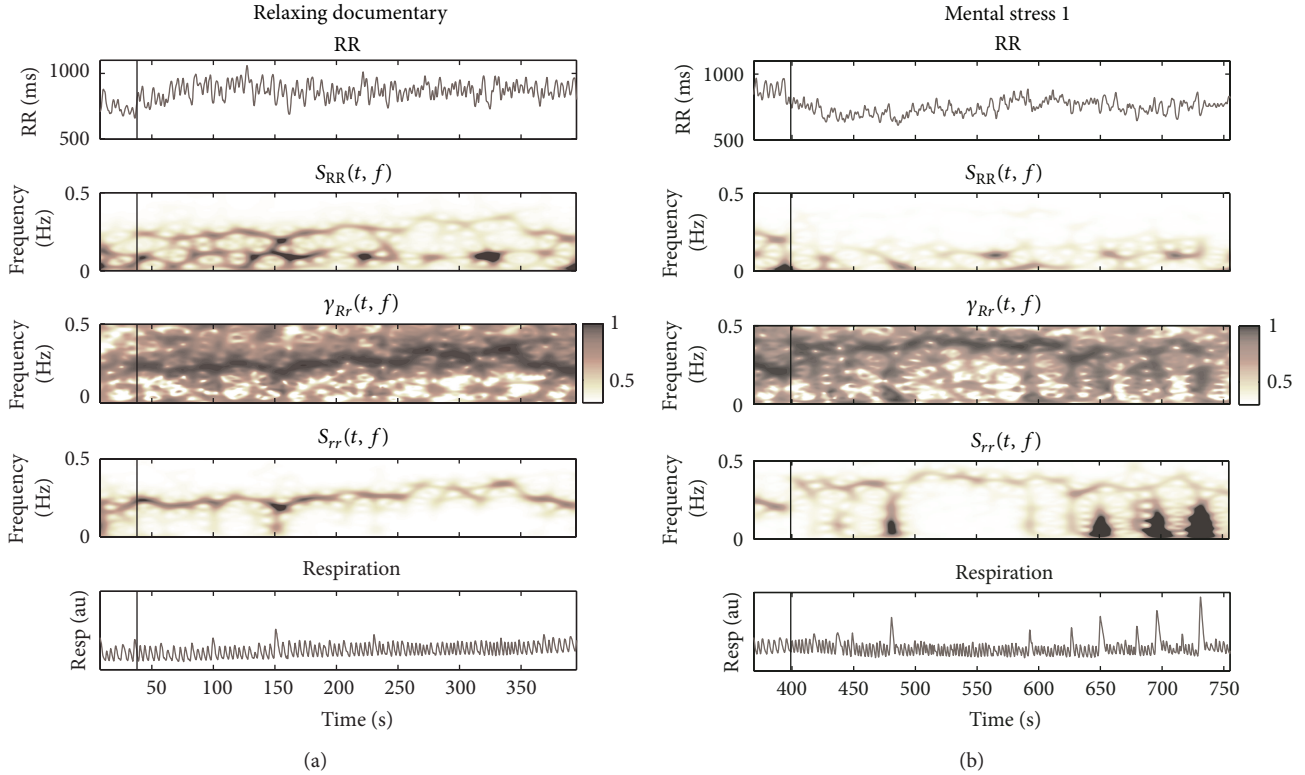 Relaxing documentary
RR
RR (ms)
1000
500
S_RR(t, f)
Frequency
(Hz)
0.5
0
γ_Rr(t, f)
Frequency
(Hz)
0.5
0
1
0.5
S_rr(t, f)
Frequency
(Hz)
0.5
0
Respiration
Resp (au)
50 100 150 200 250 300 350
Time (s)
(a)
Mental stress 1
RR
RR (ms)
1000
500
S_RR(t, f)
Frequency
(Hz)
0.5
0
γ_Rr(t, f)
Frequency
(Hz)
0.5
0
1
0.5
S_rr(t, f)
Frequency
(Hz)
0.5
0
Respiration
Resp (au)
400 450 500 550 600 650 700 750
Time (s)
(b)